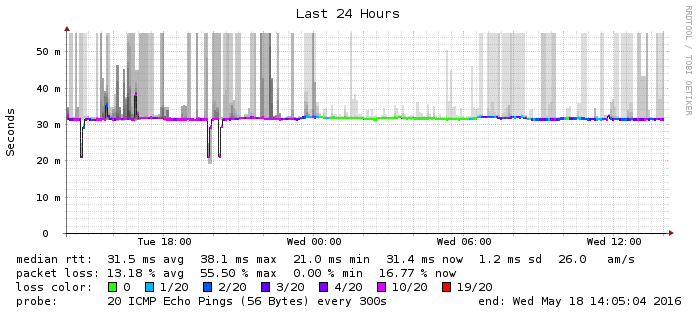 Last 24 Hours
RRDTOOL / TOBI OETIKER
Seconds
50 m
40 m
30 m
20 m
10 m
0
Tue 18:00 Wed 00:00 Wed 06:00 Wed 12:00
median rtt: 31.5 ms avg 38.1 ms max 21.0 ms min 31.4 ms now 1.2 ms sd 26.0 am/s
packet loss: 13.18 % avg 55.50 % max 0.00 % min 16.77 % now
loss color: 0 1/20 2/20 3/20 4/20 10/20 19/20
probe: 20 ICMP Echo Pings (56 Bytes) every 300s end: Wed May 18 14:05:04 2016